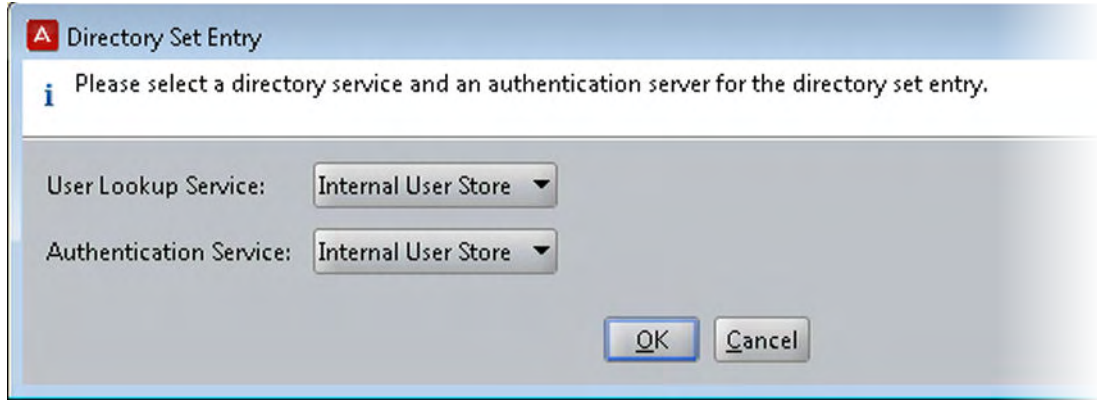 Directory Set Entry
Please select a directory service and an authentication server for the directory set entry.
User Lookup Service: Internal User Store
Authentication Service: Internal User Store
OK Cancel